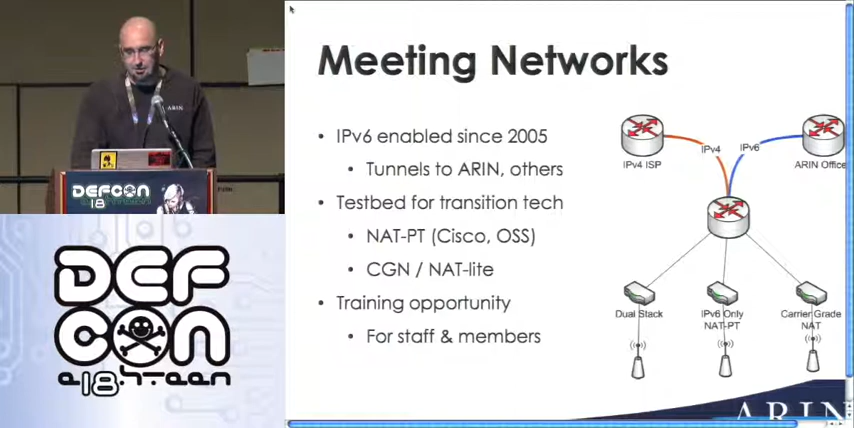 ARIN
DEFCON
18
DEF
CON
e18hteen
Meeting Networks
• IPv6 enabled since 2005
• Tunnels to ARIN, others
• Testbed for transition tech
• NAT-PT (Cisco, OSS)
• CGN / NAT-lite
• Training opportunity
• For staff & members
IPv4
IPv6
IPv4 ISP
ARIN Office
Dual Stack
IPv6 Only
NAT-PT
Carrier Grade
NAT
ARIN